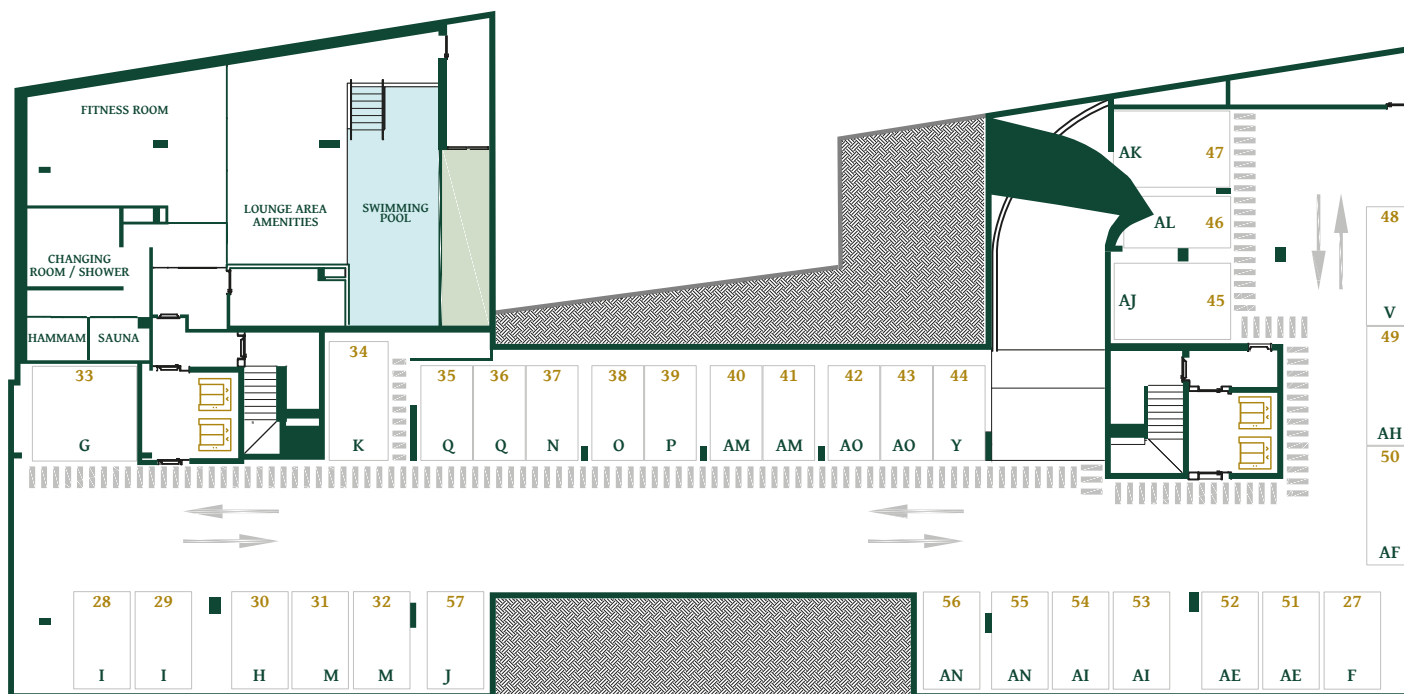 FITNESS ROOM
LOUNGE AREA
AMENITIES
SWIMMING
POOL
CHANGING
ROOM / SHOWER
HAMMAM
SAUNA
AK 47
AL 46
AJ 45
48
V
49
AH
50
AF
33
G
34
K
35
Q
36
Q
37
N
38
O
39
P
40
AM
41
AM
42
AO
43
AO
44
Y
28
I
29
I
30
H
31
M
32
M
57
J
56
AN
55
AN
54
AI
53
AI
52
AE
51
AE
27
F